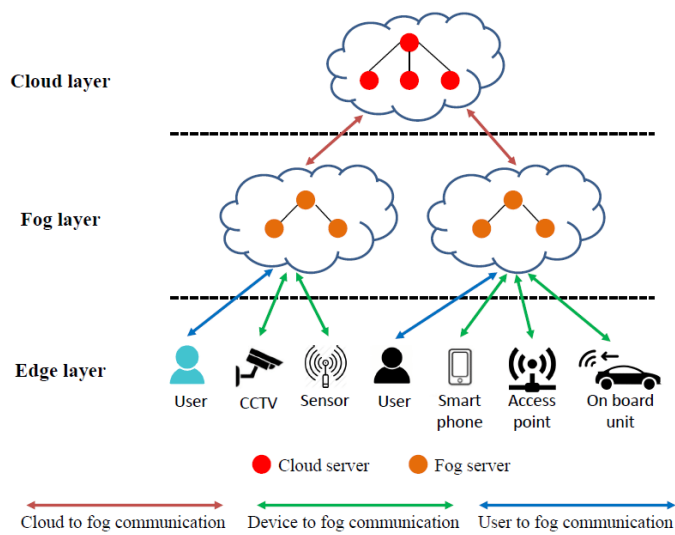 Cloud layer
Fog layer
Edge layer
User
CCTV
Sensor
User
Smart
phone
Access
point
On board
unit
Cloud server
Fog server
Cloud to fog communication
Device to fog communication
User to fog communication